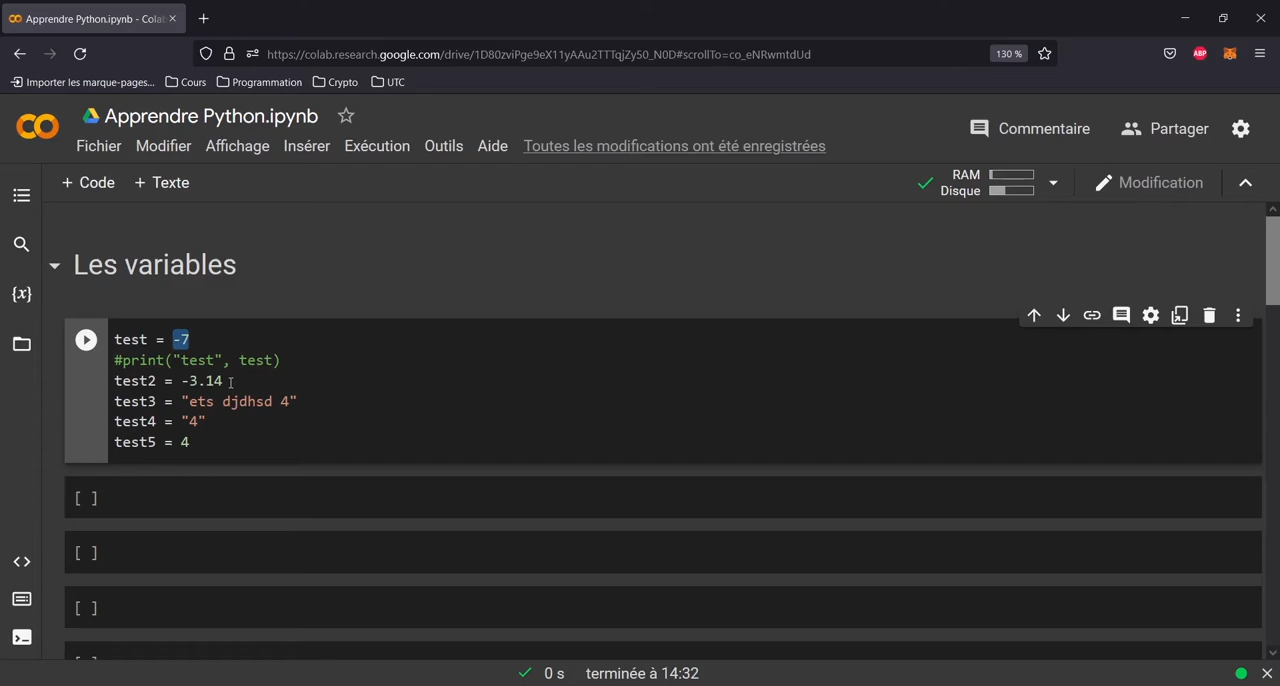 Apprendre Python.ipynb - Colab
https://colab.research.google.com/drive/1D80zviPge9eX11yAAu2TTTqjZy50_N0D#scrollTo=co_eNRwmtdUd
130 %
ABP
Importer les marque-pages...
Cours
Programmation
Crypto
UTC
Apprendre Python.ipynb
Commentaire
Partager
Fichier Modifier Affichage Insérer Exécution Outils Aide Toutes les modifications ont été enregistrées
+ Code + Texte
RAM
Disque
Modification
Les variables
test = -7
#print("test", test)
test2 = -3.14
test3 = "ets djdhsd 4"
test4 = "4"
test5 = 4
[ ]
[ ]
[ ]
0 s terminée à 14:32